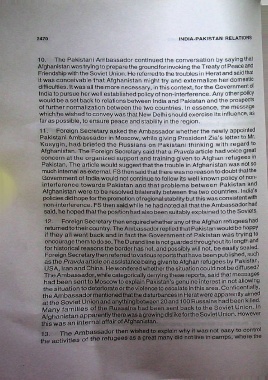 2470 INDIA-PAKISTAN RELATIONS
10. The Pakistani Ambassador continued the conversation by saying that
Afghanistan was trying to prepare the ground for invoking the Treaty of Peace and
Friendship with the Soviet Union. He referred to the troubles in Herat and said that
it was conceivable that Afghanistan might try and externalize her domestic
difficulties. It was all the more necessary, in this context, for the Government of
India to pursue her well established policy of non-interference. Any other policy
would be a set back to relations between India and Pakistan and the prospects
of further normalization between the two countries. In essence, the message
which he wished to convey was that New Delhi should exercise its influence, as
far as possible, to ensure peace and stability in the region.
11. Foreign Secretary asked the Ambassador whether the newly appointed
Pakistani Ambassador in Moscow, while giving President Zia's letter to Mr.
Kosygin, had briefed the Russians on Pakistani thinking with regard to
Afghanistan. The Foreign Secretary said that a Pravda article had voiced great
concern at the organized support and training given to Afghan refugees in
Pakistan. The article would suggest that the trouble in Afghanistan was not so
much internal as external. FS then said that there was no reason to doubt that the
Government of India would not continue to follow its well known policy of non-
interference towards Pakistan and that problems between Pakistan and
Afghanistan were to be resolved bilaterally between the two countries. India's
policies did hope for the promotion of regional stability but this was consistent with
non-interference. FS then said that he had noted that the Ambassador had
said, he hoped that the position had also been suitably explained to the Soviets.
12. Foreign Secretary then enquired whether any of the Afghan refugees had
returned to their country. The Ambassador replied that Pakistan would be happy
if they all went back and in fact the Government of Pakistan was trying to
encourage them to do so. The Durand line is not guarded throughout its length and
for historical reasons the border has not, and possibly will not, be easily sealed.
Foreign Secretary then referred to various reports that have been published, such
as the Pravda article on assistance being given to Afghan refugees by Pakistan,
USA, Iran and China. He wondered whether the situation could not be diffused?
The Ambassador, while categorically denying these reports, said that messages
had been sent to Moscow to explain Pakistan's genuine interest in not allowing
the situation to deteriorate or the violence to escalate in this area. Confidentially,
the Ambassador mentioned that the disturbances in Herat were apparently aimed
at the Soviet Union and anything between 20 and 100 Russians had been killed.
Many families of the Russians had been sent back to the Soviet Union. In
Afghanistan apparently there was a growing dislike for the Soviet Union. However
this was an internal affair of Afghanistan.
13. The Ambassador then wished to explain why it was not easy to control
the activities of the refugees as a great many did not live in camps, where the